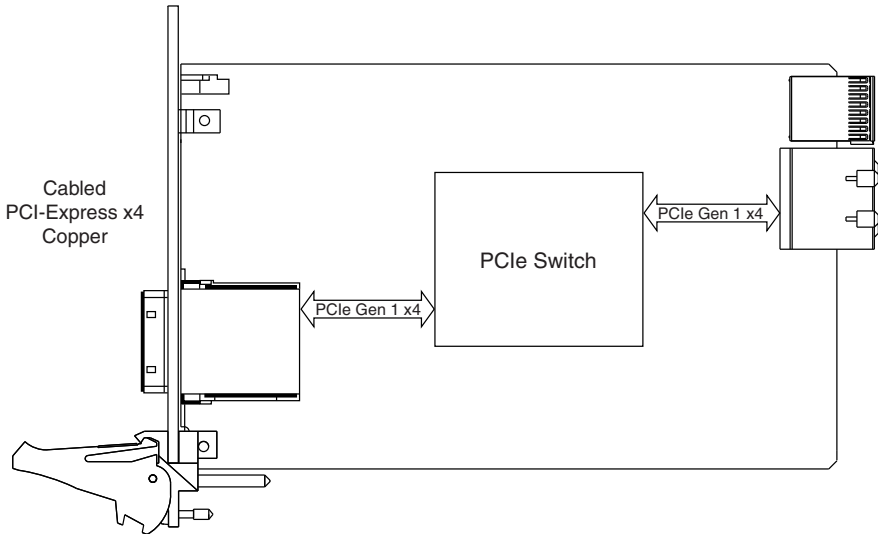 Cabled
PCI-Express x4
Copper
PCIe Gen 1 x4
PCIe Switch
PCIe Gen 1 x4